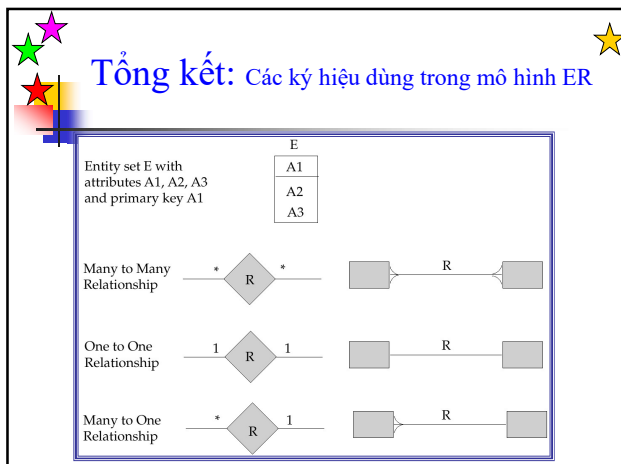 Tổng kết: Các ký hiệu dùng trong mô hình ER
E
Entity set E with
attributes A1, A2, A3
and primary key A1
A1
A2
A3
Many to Many
Relationship
* R *
R
One to One
Relationship
1 R 1
R
Many to One
Relationship
* R 1
R